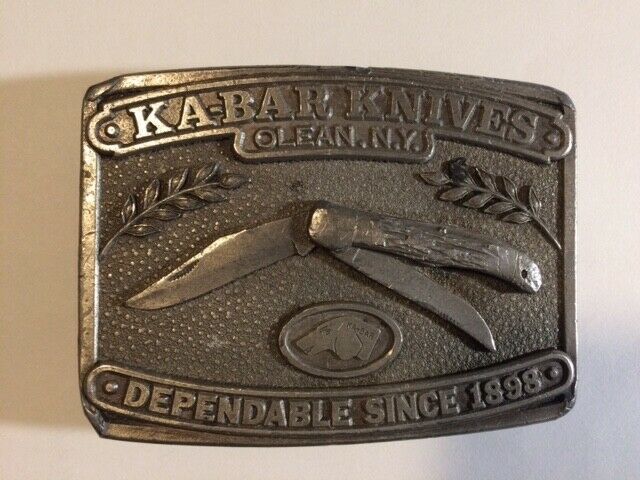 KA-BAR KNIVES
OLEAN. N.Y.
DEPENDABLE SINCE 1898